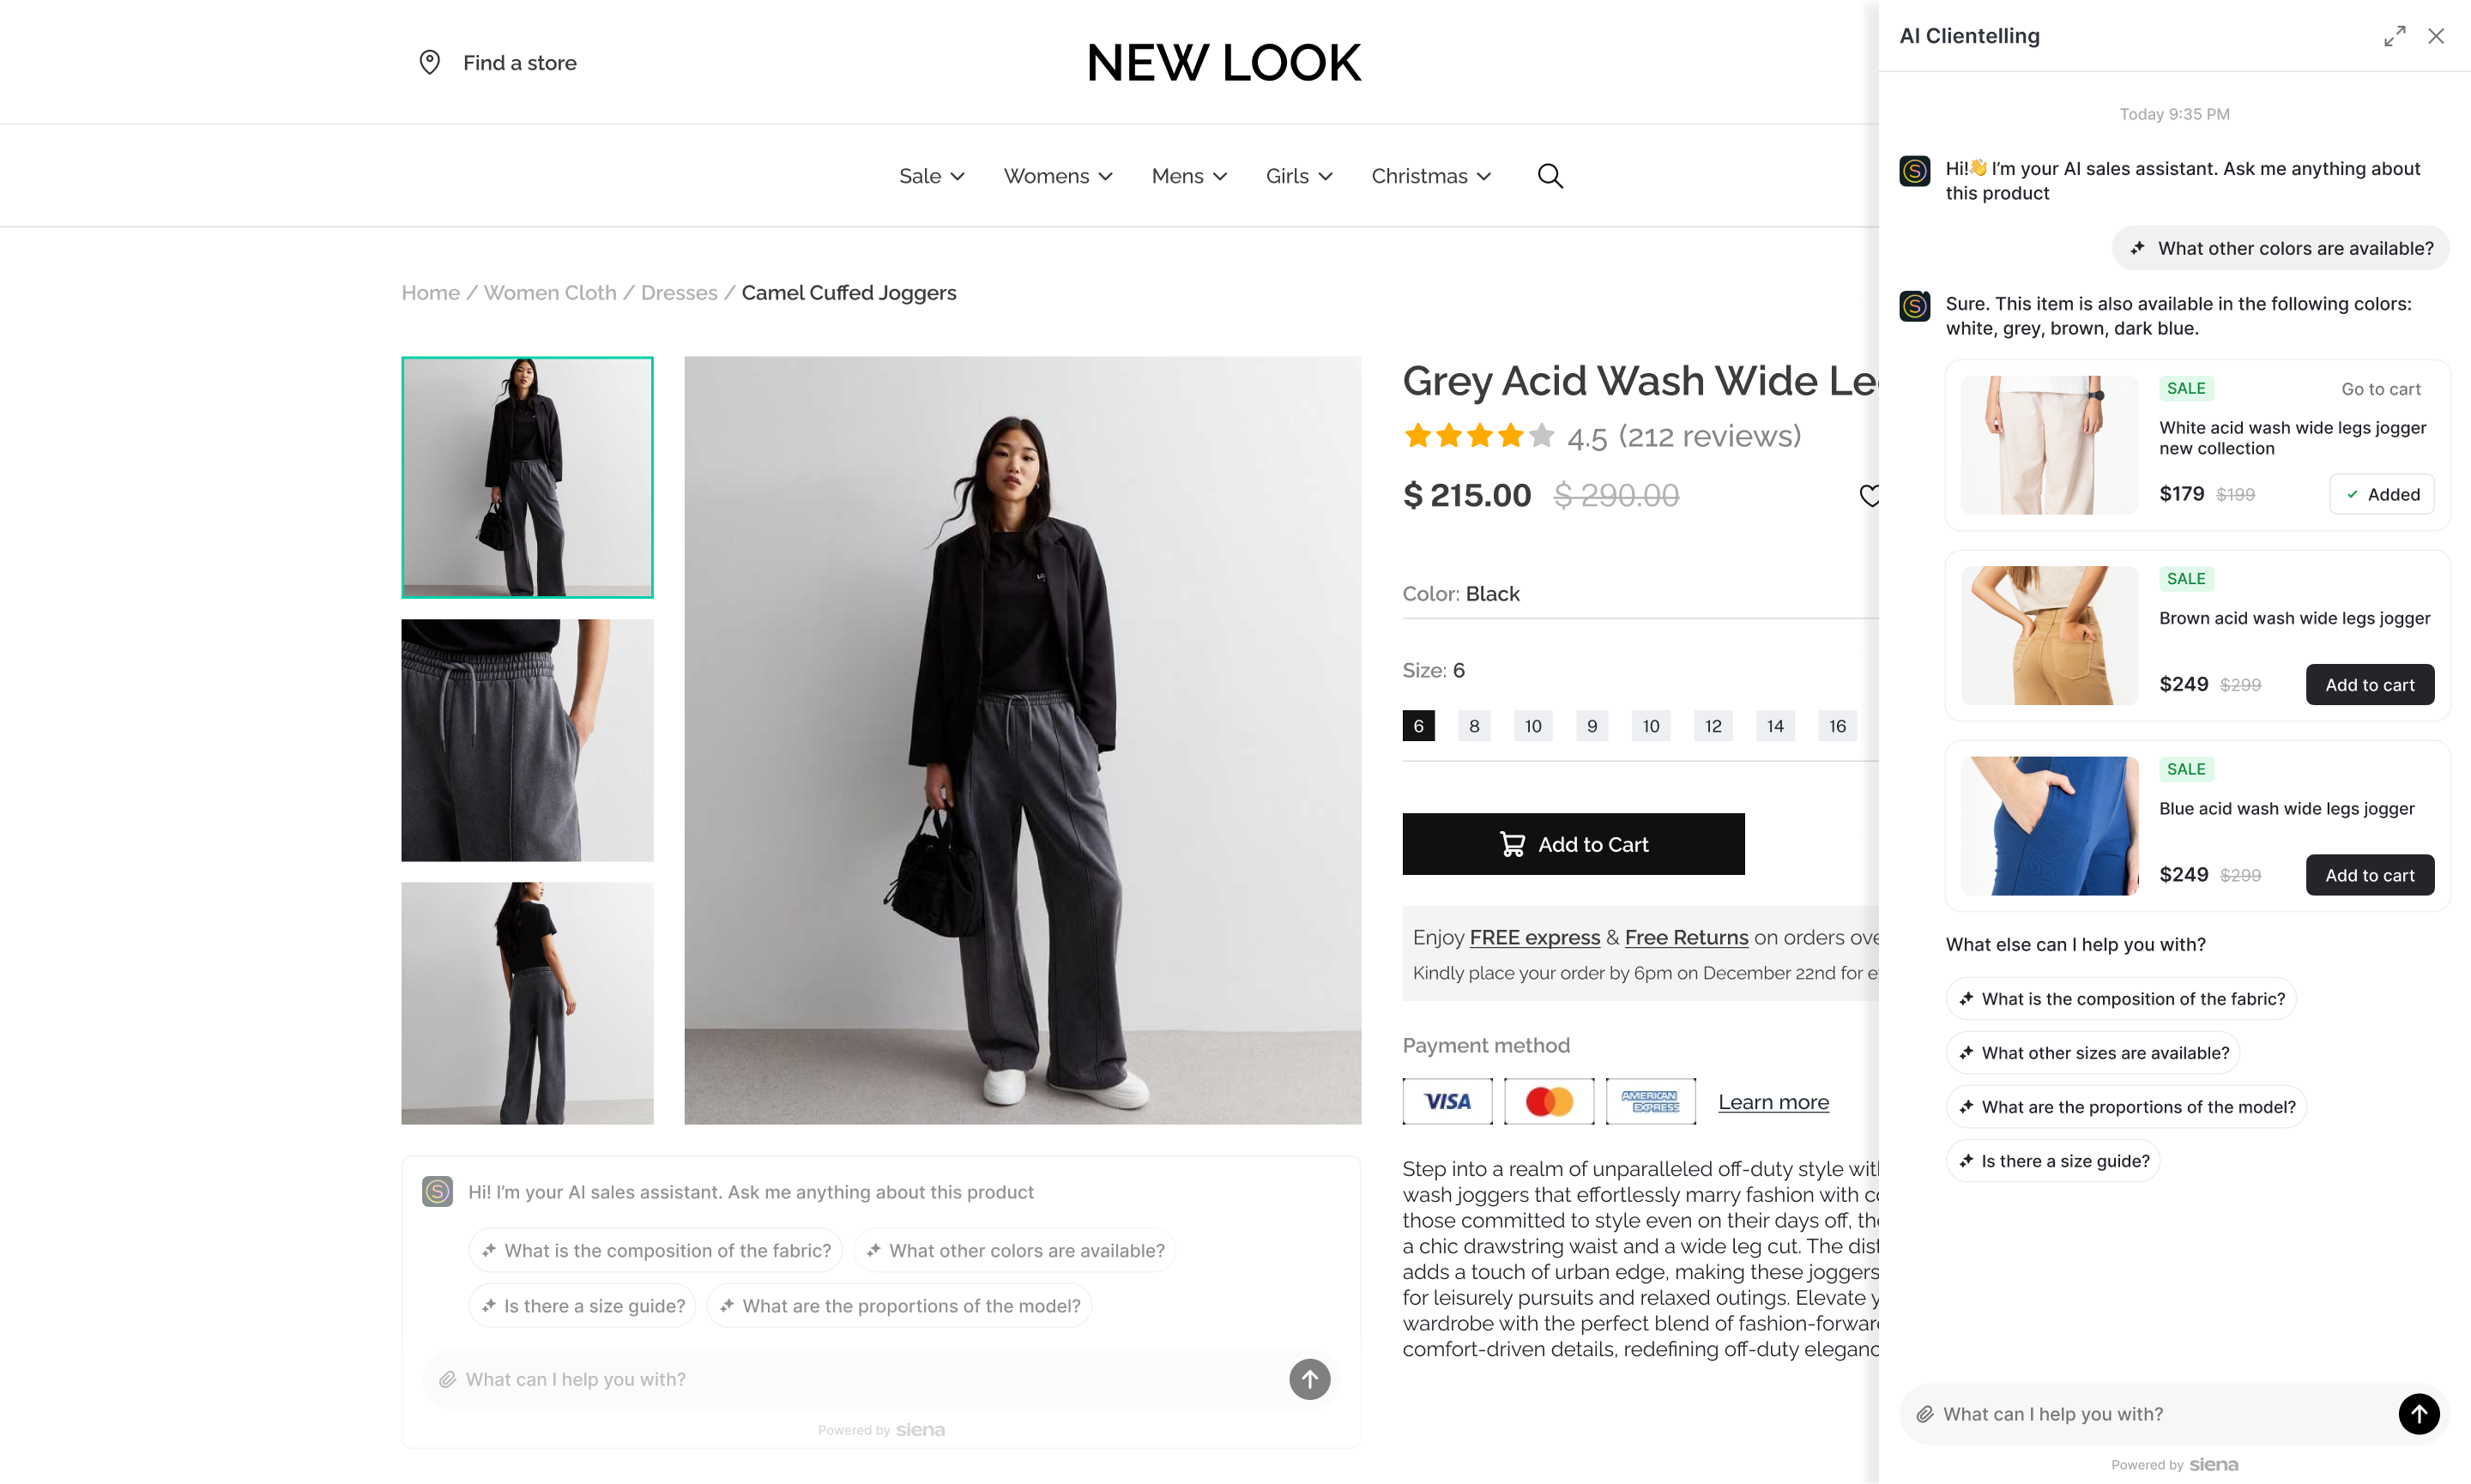 Find a store
NEW LOOK
Sale
Womens
Mens
Girls
Christmas
Home / Women Cloth / Dresses / Camel Cuffed Joggers
Grey Acid Wash Wide Le
4.5 (212 reviews)
$ 215.00 $ 290.00
Color: Black
Size: 6
6 8 10 9 10 12 14 16
Add to Cart
Enjoy FREE express & Free Returns on orders ove
Kindly place your order by 6pm on December 22nd for e
Payment method
VISA
AMERICAN
EXPRESS
Learn more
Step into a realm of unparalleled off-duty style wit
wash joggers that effortlessly marry fashion with c
those committed to style even on their days off, th
a chic drawstring waist and a wide leg cut. The dist
adds a touch of urban edge, making these joggers
for leisurely pursuits and relaxed outings. Elevate y
wardrobe with the perfect blend of fashion-forwar
comfort-driven details, redefining off-duty eleganc
Hi! I'm your AI sales assistant. Ask me anything about this product
What is the composition of the fabric?
What other colors are available?
Is there a size guide?
What are the proportions of the model?
What can I help you with?
Powered by siena
AI Clientelling
Today 9:35 PM
Hi!👋 I'm your AI sales assistant. Ask me anything about
this product
What other colors are available?
Sure. This item is also available in the following colors:
white, grey, brown, dark blue.
SALE
Go to cart
White acid wash wide legs jogger
new collection
$179 $199
Added
SALE
Brown acid wash wide legs jogger
$249 $299
Add to cart
SALE
Blue acid wash wide legs jogger
$249 $299
Add to cart
What else can I help you with?
What is the composition of the fabric?
What other sizes are available?
What are the proportions of the model?
Is there a size guide?
What can I help you with?
Powered by siena